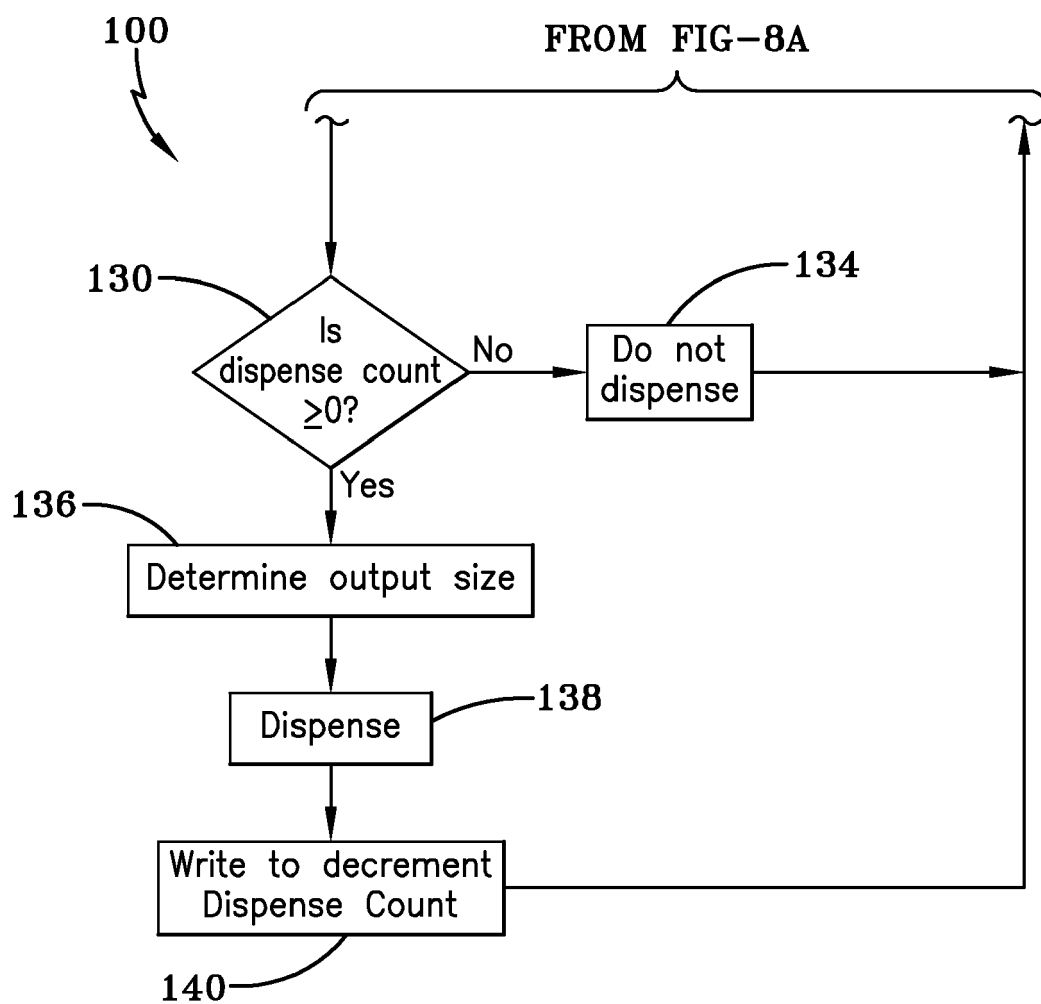 100
FROM FIG-8A
130
Is
dispense count
≥0?
No
134
Do not
dispense
Yes
136
Determine output size
Dispense
138
Write to decrement
Dispense Count
140